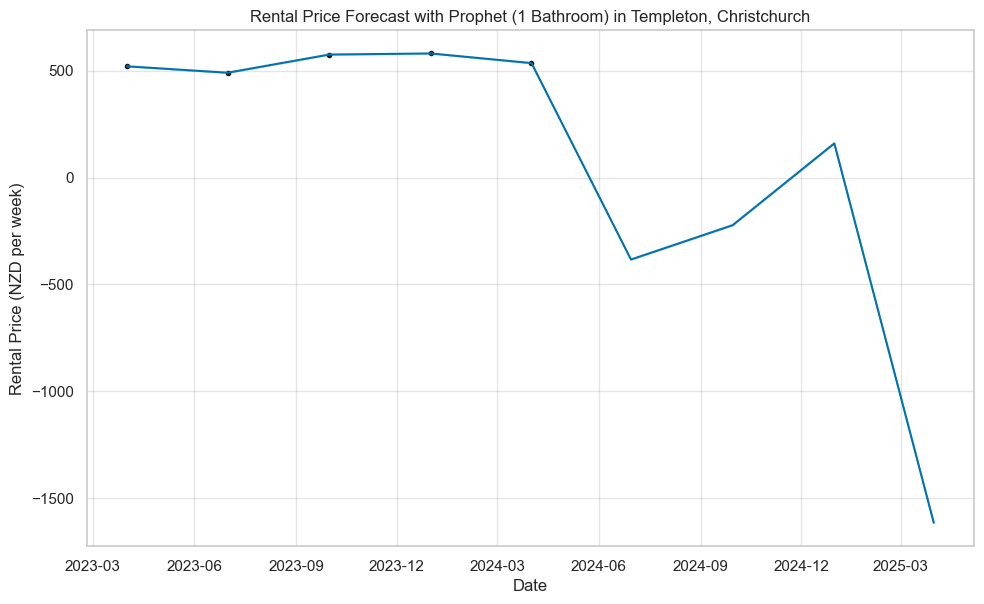 Rental Price Forecast with Prophet (1 Bathroom) in Templeton, Christchurch
Rental Price (NZD per week)
500
0
−500
−1000
−1500
2023-03 2023-06 2023-09 2023-12 2024-03 2024-06 2024-09 2024-12 2025-03
Date